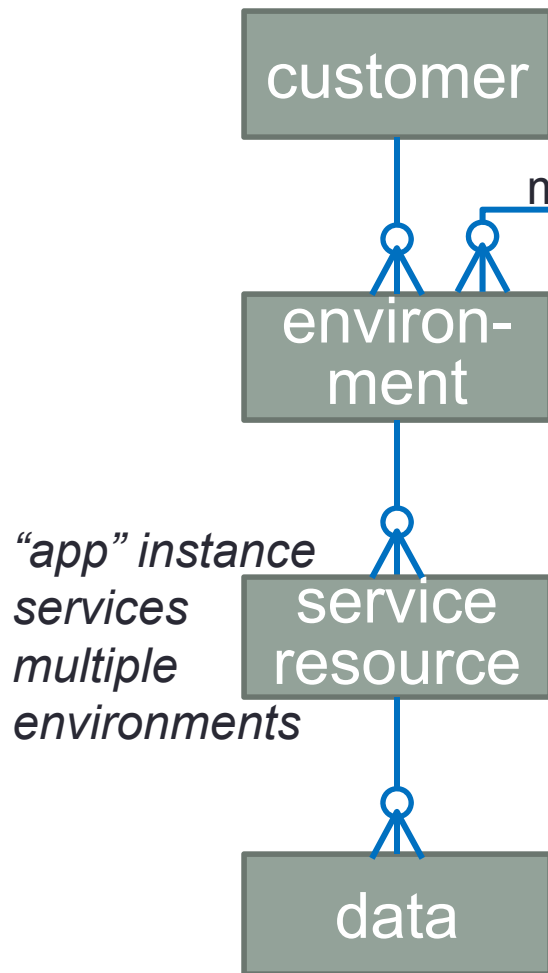 customer
environ-
ment
“app” instance
services
multiple
environments
service
resource
data